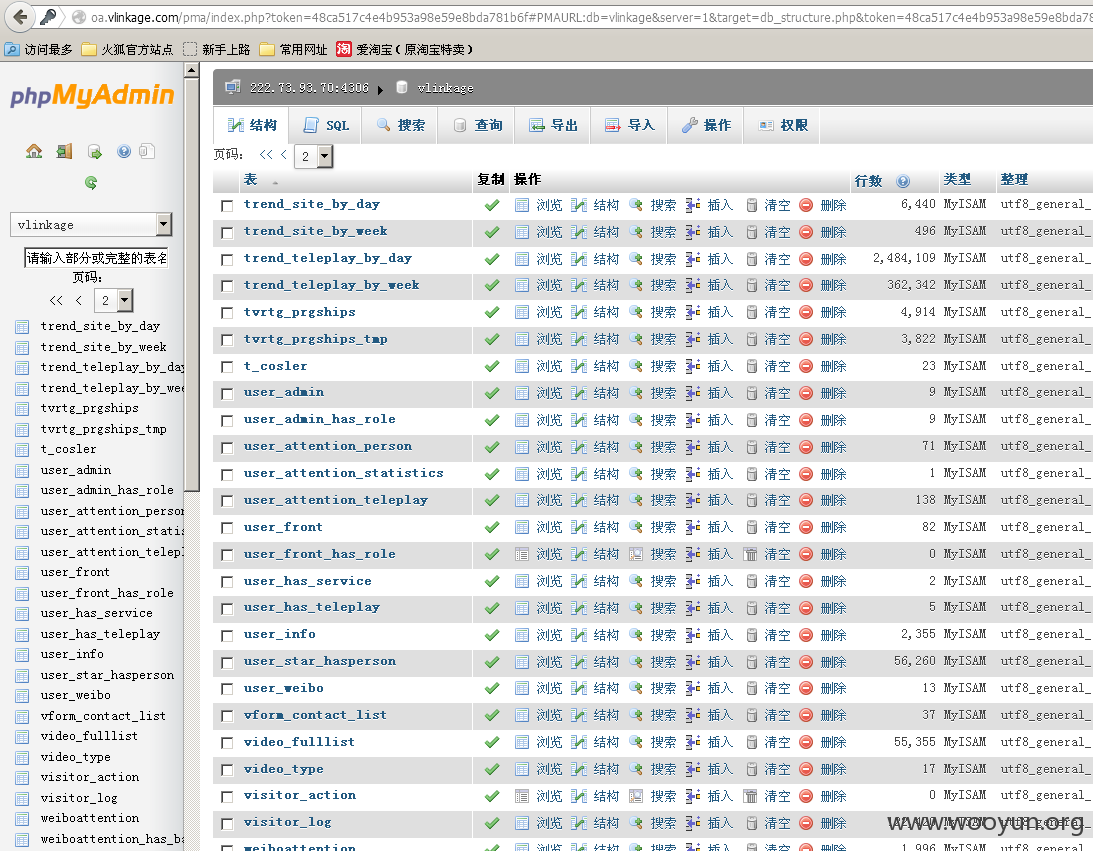 oa.vlinkage.com/pma/index.php?token=48ca517c4e4b953a98e59e8bda781b6f#PMAURL:db=vlinkage&server=1&target=db_structure.php&token=48ca517c4e4b953a98e59e8bda78
访问最多 火狐官方站点 新手上路 常用网址 淘 爱淘宝（原淘宝特卖）
phpMyAdmin
vlinkage
请输入部分或完整的表名
页码:
<< < 2
trend_site_by_day
trend_site_by_week
trend_teleplay_by_day
trend_teleplay_by_wee
tvrtg_prgships
tvrtg_prgships_tmp
t_cosler
user_admin
user_admin_has_role
user_attention_person
user_attention_statis
user_attention_telepl
user_front
user_front_has_role
user_has_service
user_has_teleplay
user_info
user_star_hasperson
user_weibo
vform_contact_list
video_fulllist
video_type
visitor_action
visitor_log
weiboattention
weiboattention_has_ba
222.73.93.70:4306 ▶ vlinkage
结构 SQL 搜索 查询 导出 导入 操作 权限
页码: << < 2
表 复制 操作 行数 类型 整理
trend_site_by_day 浏览 结构 搜索 插入 清空 删除 6,440 MyISAM utf8_general_
trend_site_by_week 浏览 结构 搜索 插入 清空 删除 496 MyISAM utf8_general_
trend_teleplay_by_day 浏览 结构 搜索 插入 清空 删除 2,484,109 MyISAM utf8_general_
trend_teleplay_by_week 浏览 结构 搜索 插入 清空 删除 362,342 MyISAM utf8_general_
tvrtg_prgships 浏览 结构 搜索 插入 清空 删除 4,914 MyISAM utf8_general_
tvrtg_prgships_tmp 浏览 结构 搜索 插入 清空 删除 3,822 MyISAM utf8_general_
t_cosler 浏览 结构 搜索 插入 清空 删除 23 MyISAM utf8_general_
user_admin 浏览 结构 搜索 插入 清空 删除 9 MyISAM utf8_general_
user_admin_has_role 浏览 结构 搜索 插入 清空 删除 9 MyISAM utf8_general_
user_attention_person 浏览 结构 搜索 插入 清空 删除 71 MyISAM utf8_general_
user_attention_statistics 浏览 结构 搜索 插入 清空 删除 1 MyISAM utf8_general_
user_attention_teleplay 浏览 结构 搜索 插入 清空 删除 138 MyISAM utf8_general_
user_front 浏览 结构 搜索 插入 清空 删除 82 MyISAM utf8_general_
user_front_has_role 浏览 结构 搜索 插入 清空 删除 0 MyISAM utf8_general_
user_has_service 浏览 结构 搜索 插入 清空 删除 2 MyISAM utf8_general_
user_has_teleplay 浏览 结构 搜索 插入 清空 删除 5 MyISAM utf8_general_
user_info 浏览 结构 搜索 插入 清空 删除 2,355 MyISAM utf8_general_
user_star_hasperson 浏览 结构 搜索 插入 清空 删除 56,260 MyISAM utf8_general_
user_weibo 浏览 结构 搜索 插入 清空 删除 13 MyISAM utf8_general_
vform_contact_list 浏览 结构 搜索 插入 清空 删除 37 MyISAM utf8_general_
video_fulllist 浏览 结构 搜索 插入 清空 删除 55,355 MyISAM utf8_general_
video_type 浏览 结构 搜索 插入 清空 删除 17 MyISAM utf8_general_
visitor_action 浏览 结构 搜索 插入 清空 删除 0 MyISAM utf8_general_
visitor_log 浏览 结构 搜索 插入 清空 删除 MyISAM utf8_general_
weiboattention 浏览 结构 搜索 插入 清空 删除 1,996 MyISAM utf8_general_
www.wooyun.org